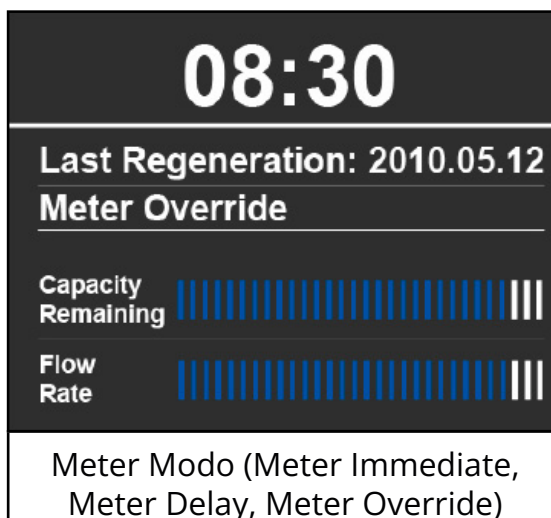 08:30
Last Regeneration: 2010.05.12
Meter Override
Capacity
Remaining
Flow
Rate
Meter Modo (Meter Immediate,
Meter Delay, Meter Override)